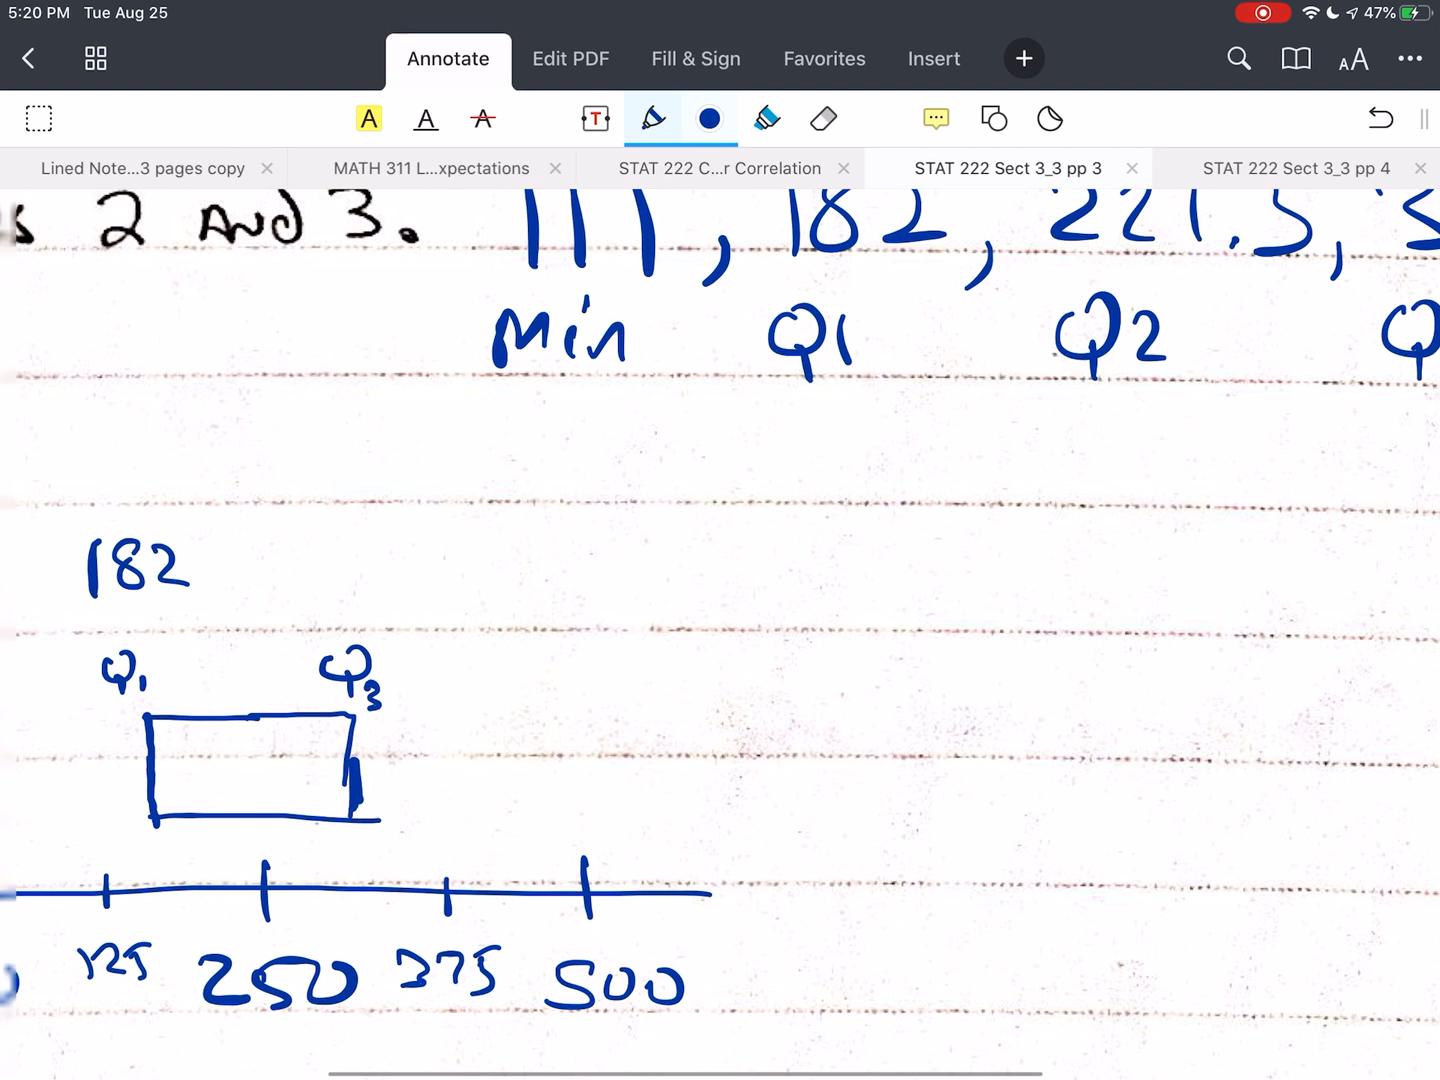 5:20 PM Tue Aug 25 47%
Annotate Edit PDF Fill & Sign Favorites Insert
A A A T AA
Lined Note...3 pages copy MATH 311 L...xpectations STAT 222 C...r Correlation STAT 222 Sect 3_3 pp 3 STAT 222 Sect 3_3 pp 4
s 2 AND 3. 111, 182, 221.5,
Min Q1 Q2 Q
182
Q1 Q3
125 250 375 500